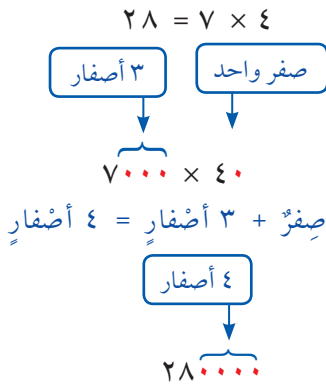 ٤ × ٧ = ٢٨
صفر واحد
٣ أصفار
٤٠ × ٧٠٠٠
صِفرٌ + ٣ أصْفارٍ = ٤ أصْفارٍ
٤ أصفار
٢٨٠٠٠٠